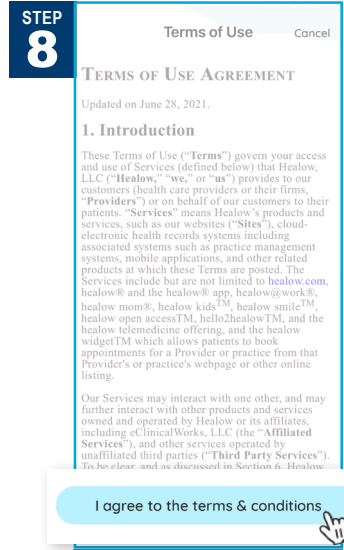 STEP
8
Terms of Use Cancel
TERMS OF USE AGREEMENT
Updated on June 28, 2021.
1. Introduction
These Terms of Use (“Terms”) govern your access
and use of Services (defined below) that Healow,
LLC (“Healow,” “we,” or “us”) provides to our
customers (health care providers or their firms,
“Providers”) or on behalf of our customers to their
patients. “Services” means Healow's products and
services, such as our websites (“Sites”), cloud-
electronic health records systems including
associated systems such as practice management
systems, mobile applications, and other related
products at which these Terms are posted. The
Services include but are not limited to healow.com,
healow® and the healow® app, healow@work®,
healow mom®, healow kidsTM, healow smileTM,
healow open accessTM, hello2healowTM, and the
healow telemedicine offering, and the healow
widgetTM which allows patients to book
appointments for a Provider or practice from that
Provider's or practice's webpage or other online
listing.
Our Services may interact with one other, and may
further interact with other products and services
owned and operated by Healow or its affiliates,
including eClinicalWorks, LLC (the “Affiliated
Services”), and other services operated by
unaffiliated third parties (“Third Party Services”).
To be clear, and as discussed in Section 6, Healow
I agree to the terms & conditions